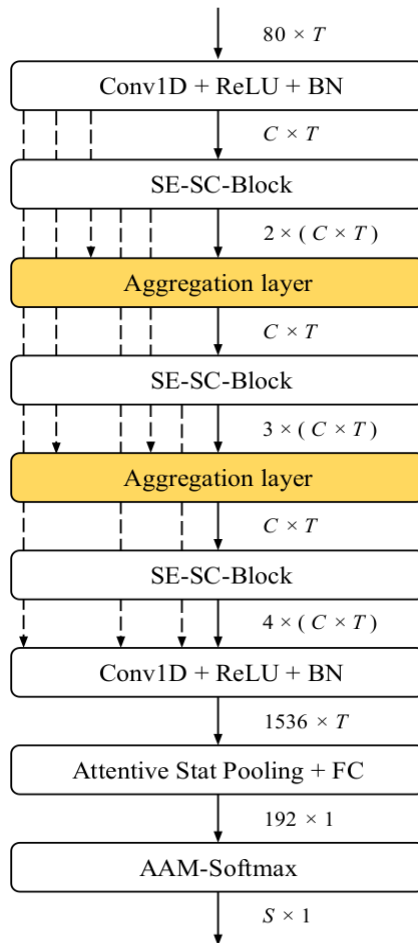 80 × T
Conv1D + ReLU + BN
C × T
SE-SC-Block
2 × ( C × T )
Aggregation layer
C × T
SE-SC-Block
3 × ( C × T )
Aggregation layer
C × T
SE-SC-Block
4 × ( C × T )
Conv1D + ReLU + BN
1536 × T
Attentive Stat Pooling + FC
192 × 1
AAM-Softmax
S × 1